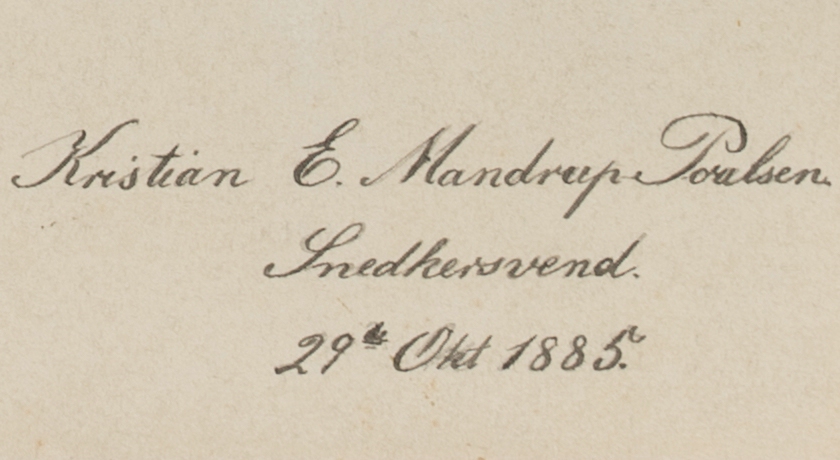 Kristian E. Mandrup-Poulsen.
Snedkersvend.
29de Okt 1885.